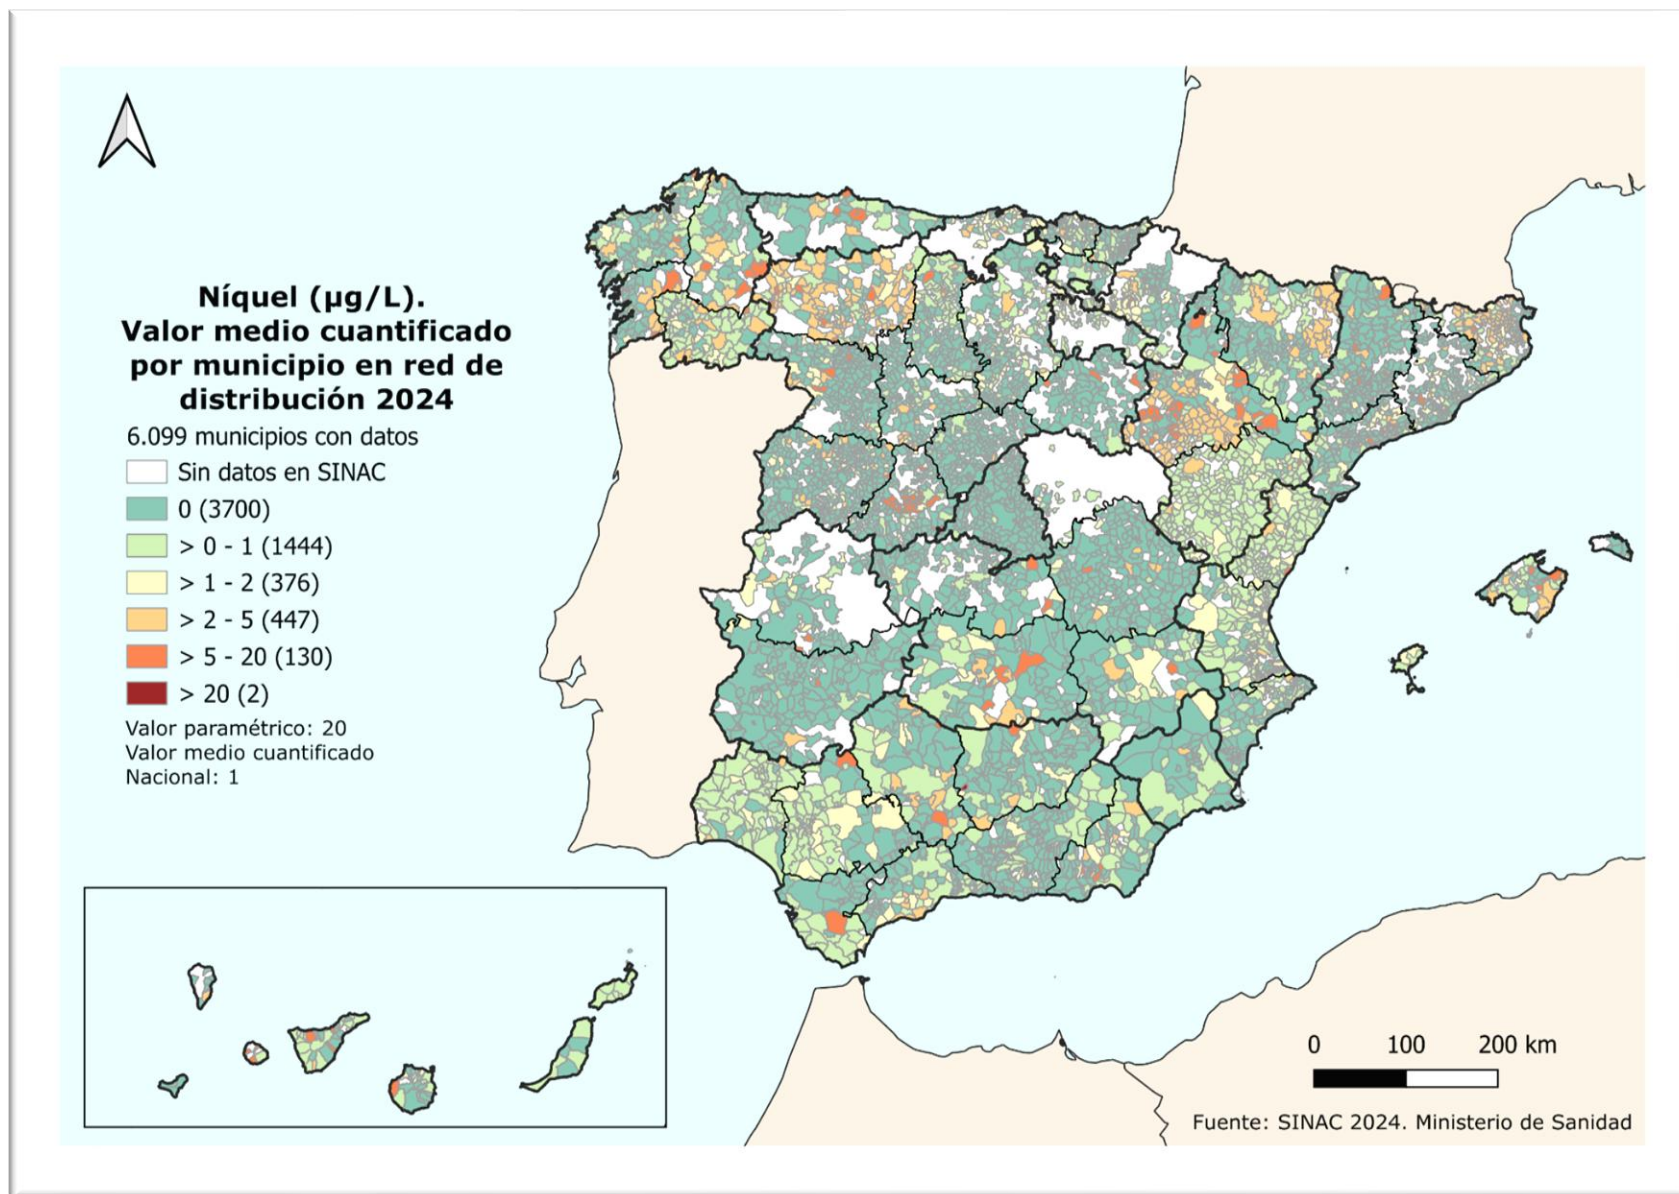 Níquel (µg/L).
Valor medio cuantificado
por municipio en red de
distribución 2024
6.099 municipios con datos
Sin datos en SINAC
0 (3700)
> 0 - 1 (1444)
> 1 - 2 (376)
> 2 - 5 (447)
> 5 - 20 (130)
> 20 (2)
Valor paramétrico: 20
Valor medio cuantificado
Nacional: 1
0 100 200 km
Fuente: SINAC 2024. Ministerio de Sanidad